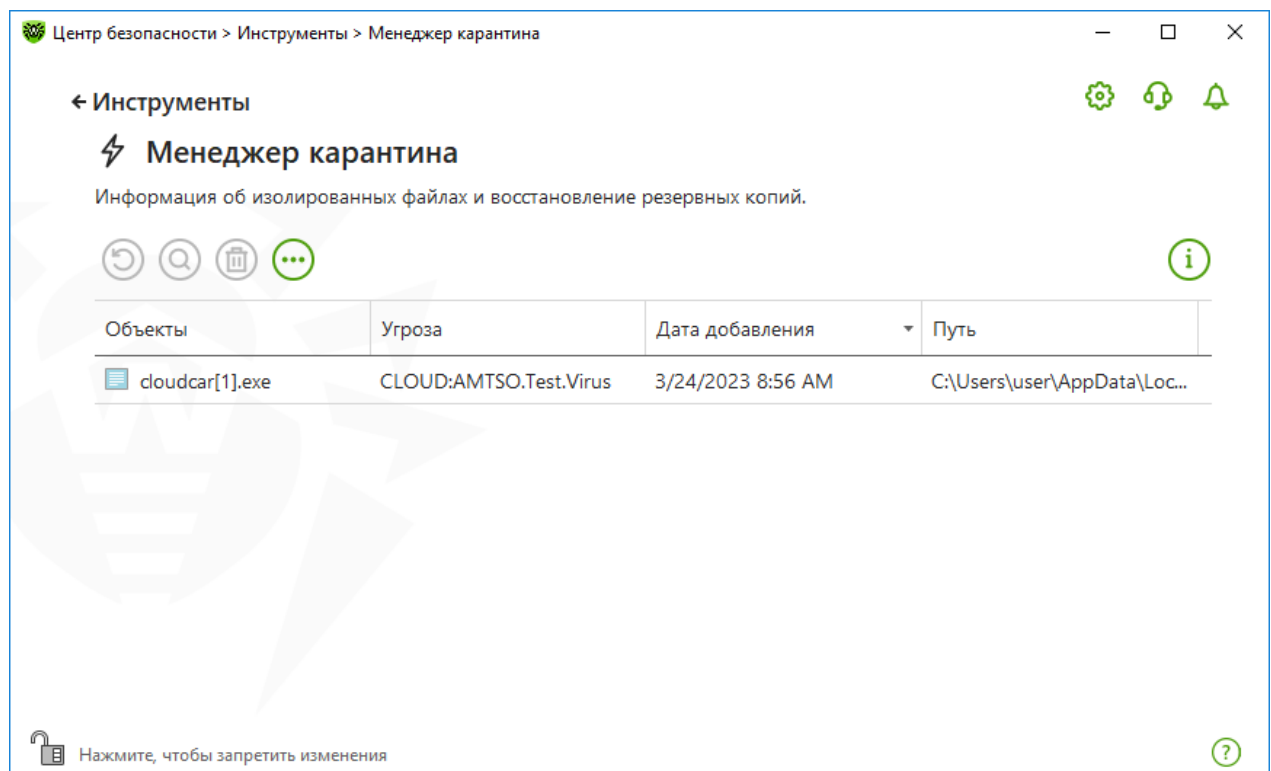 Центр безопасности > Инструменты > Менеджер карантина
Инструменты
Менеджер карантина
Информация об изолированных файлах и восстановление резервных копий.
Объекты Угроза Дата добавления Путь
cloudcar[1].exe CLOUD:AMTSO.Test.Virus 3/24/2023 8:56 AM C:\Users\user\AppData\Loc...
Нажмите, чтобы запретить изменения